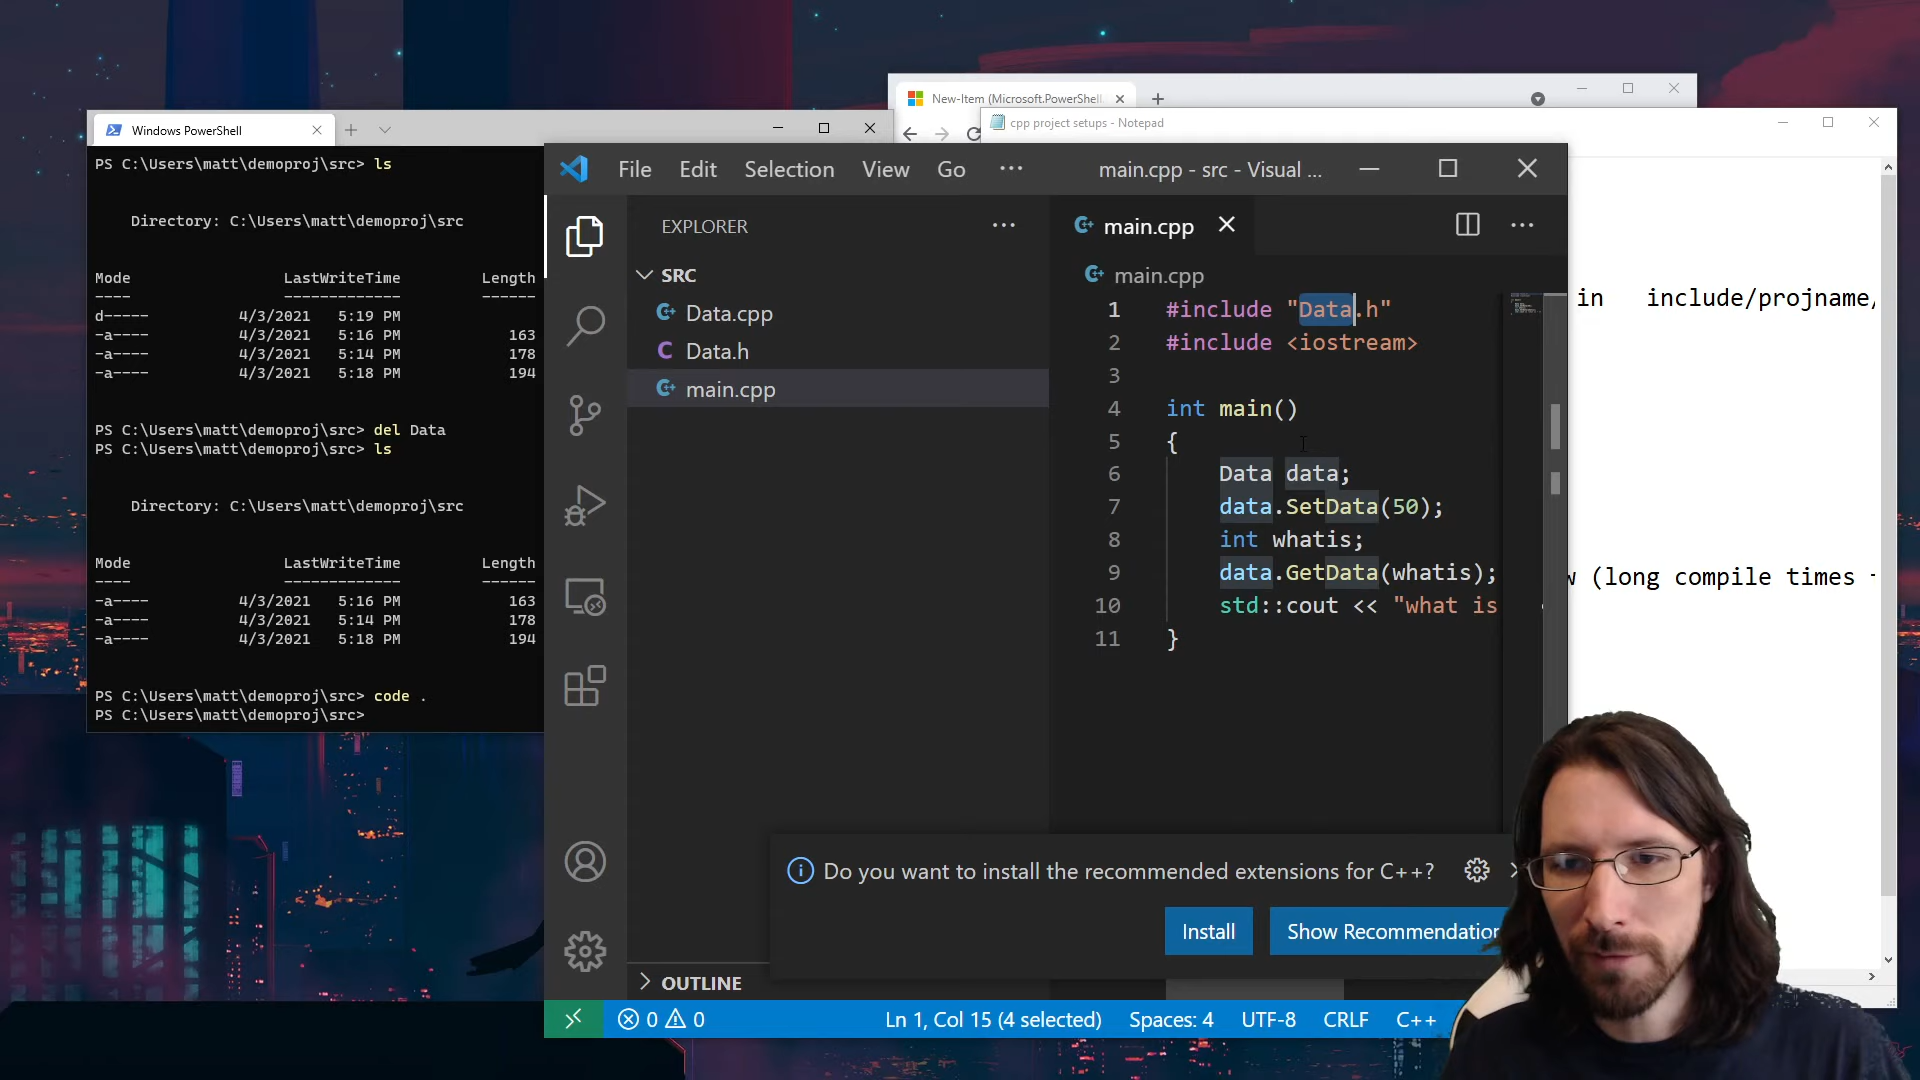 New-Item (Microsoft.PowerShell.
cpp project setups - Notepad
Windows PowerShell
PS C:\Users\matt\demoproj\src> ls
Directory: C:\Users\matt\demoproj\src
Mode LastWriteTime Length
---- ------------- ------
d----- 4/3/2021 5:19 PM
-a---- 4/3/2021 5:16 PM 163
-a---- 4/3/2021 5:14 PM 178
-a---- 4/3/2021 5:18 PM 194
PS C:\Users\matt\demoproj\src> del Data
PS C:\Users\matt\demoproj\src> ls
Directory: C:\Users\matt\demoproj\src
Mode LastWriteTime Length
---- ------------- ------
-a---- 4/3/2021 5:16 PM 163
-a---- 4/3/2021 5:14 PM 178
-a---- 4/3/2021 5:18 PM 194
PS C:\Users\matt\demoproj\src> code .
PS C:\Users\matt\demoproj\src>
File Edit Selection View Go ··· main.cpp - src - Visual ...
EXPLORER
SRC
Data.cpp
Data.h
main.cpp
main.cpp
main.cpp
1 #include "Data.h"
2 #include <iostream>
3
4 int main()
5 {
6 Data data;
7 data.SetData(50);
8 int whatis;
9 data.GetData(whatis);
10 std::cout << "what is
11 }
Do you want to install the recommended extensions for C++?
Install Show Recommendation
OUTLINE
0 0 Ln 1, Col 15 (4 selected) Spaces: 4 UTF-8 CRLF C++
in include/projname/
(long compile times